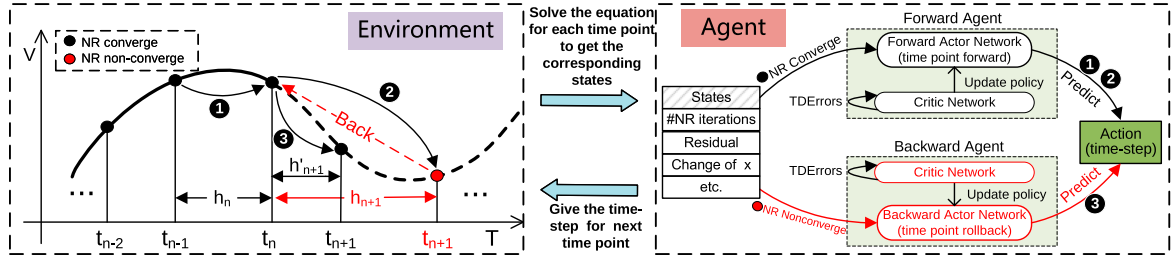 Environment
V
NR converge
NR non-converge
1
2
3
Back
h'n+1
hn
hn+1
...
...
tn-2
tn-1
tn
tn+1
tn+1
T
Solve the equation
for each time point
to get the
corresponding
states
Give the time-
step for next
time point
Agent
States
#NR iterations
Residual
Change of x
etc.
NR Converge
NR Nonconverge
Forward Agent
Forward Actor Network
(time point forward)
Update policy
TDErrors
Critic Network
Backward Agent
TDErrors
Critic Network
Update policy
Backward Actor Network
(time point rollback)
1
2
Predict
Action
(time-step)
Predict
3